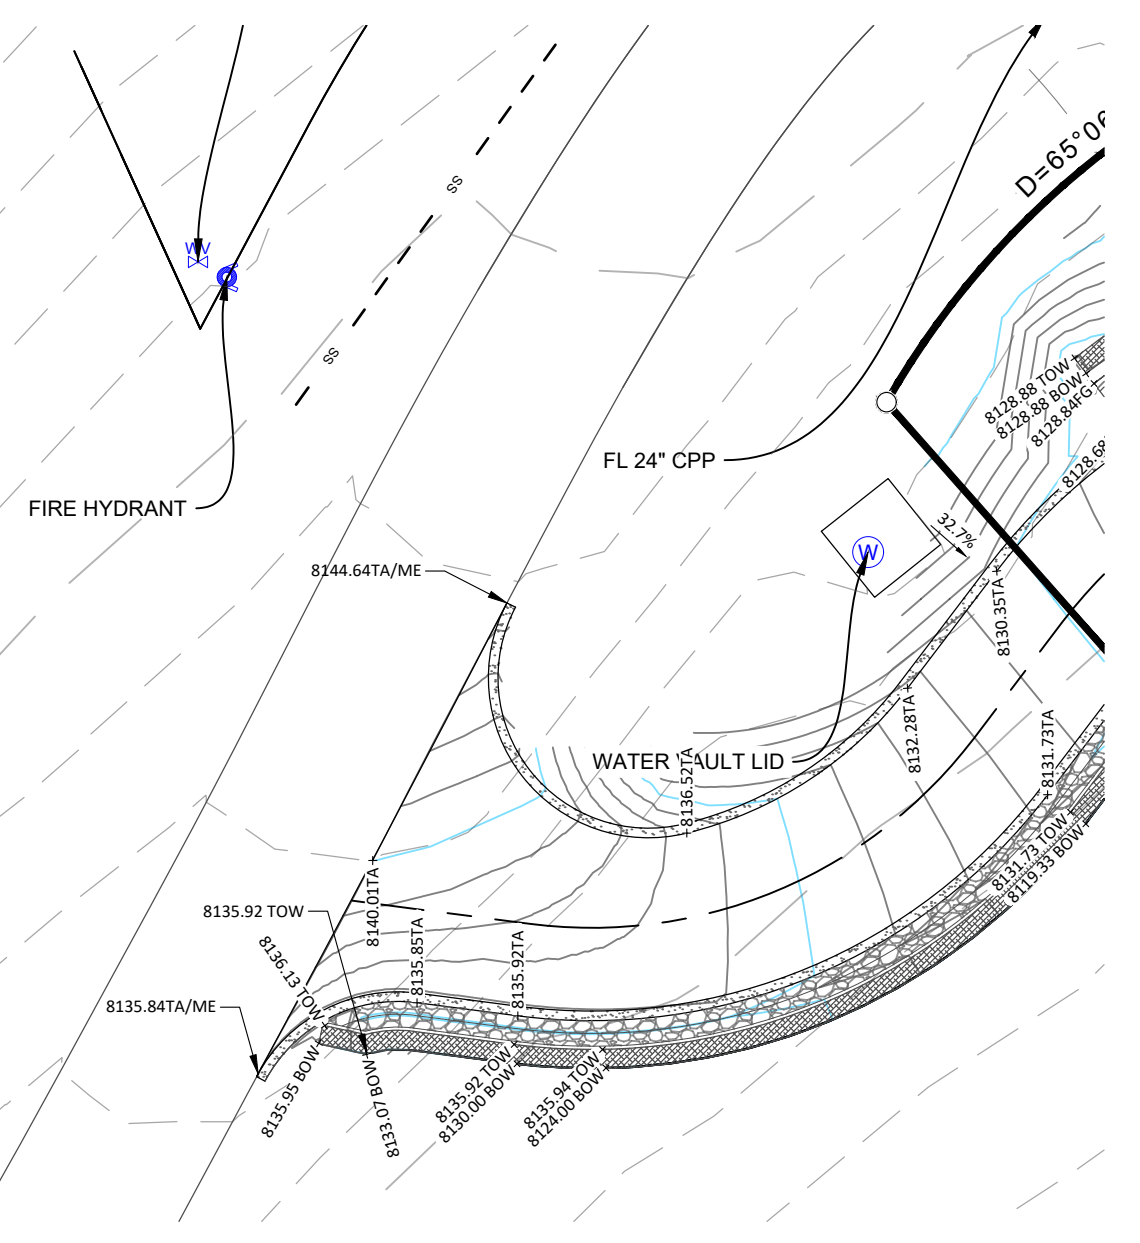 D=65°06
WV
SS
SS
8128.88 TOW
8128.88 BOW
8128.84FG
8128.68
FL 24" CPP
FIRE HYDRANT
32.7%
W
8144.64TA/ME
8130.35TA
8132.28TA
8131.73TA
WATER VAULT LID
8136.52TA
8131.73 TOW
8119.33 BOW
8140.01TA
8135.92 TOW
8135.85TA
8135.92TA
8136.13 TOW
8135.84TA/ME
8135.95 BOW
8133.07 BOW
8135.92 TOW
8130.00 BOW
8135.94 TOW
8124.00 BOW